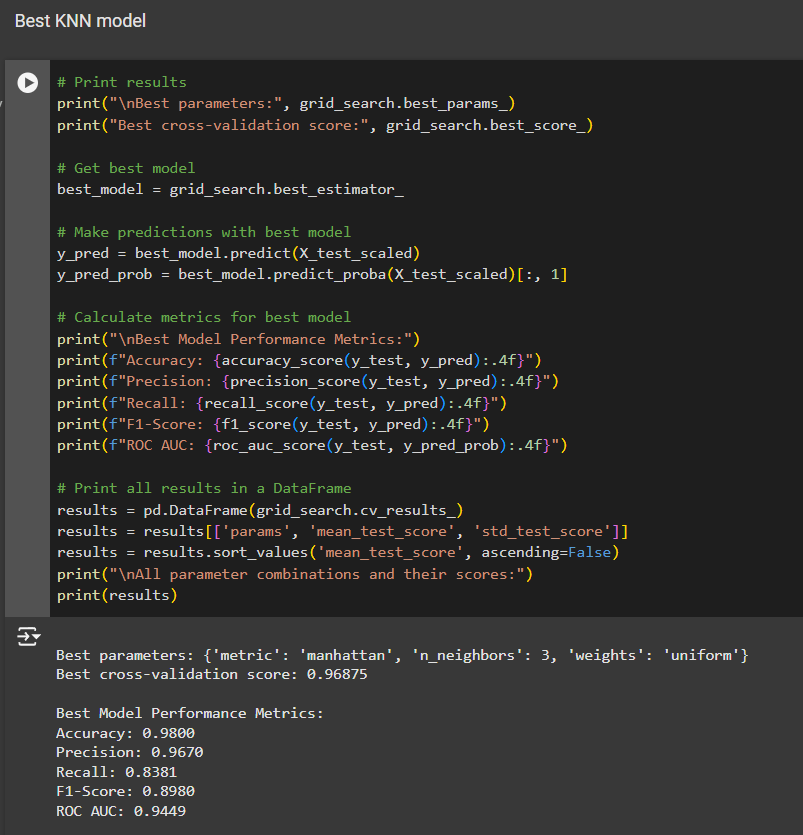 Best KNN model
# Print results
print("\nBest parameters:", grid_search.best_params_)
print("Best cross-validation score:", grid_search.best_score_)
# Get best model
best_model = grid_search.best_estimator_
# Make predictions with best model
y_pred = best_model.predict(X_test_scaled)
y_pred_prob = best_model.predict_proba(X_test_scaled)[:, 1]
# Calculate metrics for best model
print("\nBest Model Performance Metrics:")
print(f"Accuracy: {accuracy_score(y_test, y_pred):.4f}")
print(f"Precision: {precision_score(y_test, y_pred):.4f}")
print(f"Recall: {recall_score(y_test, y_pred):.4f}")
print(f"F1-Score: {f1_score(y_test, y_pred):.4f}")
print(f"ROC AUC: {roc_auc_score(y_test, y_pred_prob):.4f}")
# Print all results in a DataFrame
results = pd.DataFrame(grid_search.cv_results_)
results = results[['params', 'mean_test_score', 'std_test_score']]
results = results.sort_values('mean_test_score', ascending=False)
print("\nAll parameter combinations and their scores:")
print(results)
Best parameters: {'metric': 'manhattan', 'n_neighbors': 3, 'weights': 'uniform'}
Best cross-validation score: 0.96875
Best Model Performance Metrics:
Accuracy: 0.9800
Precision: 0.9670
Recall: 0.8381
F1-Score: 0.8980
ROC AUC: 0.9449